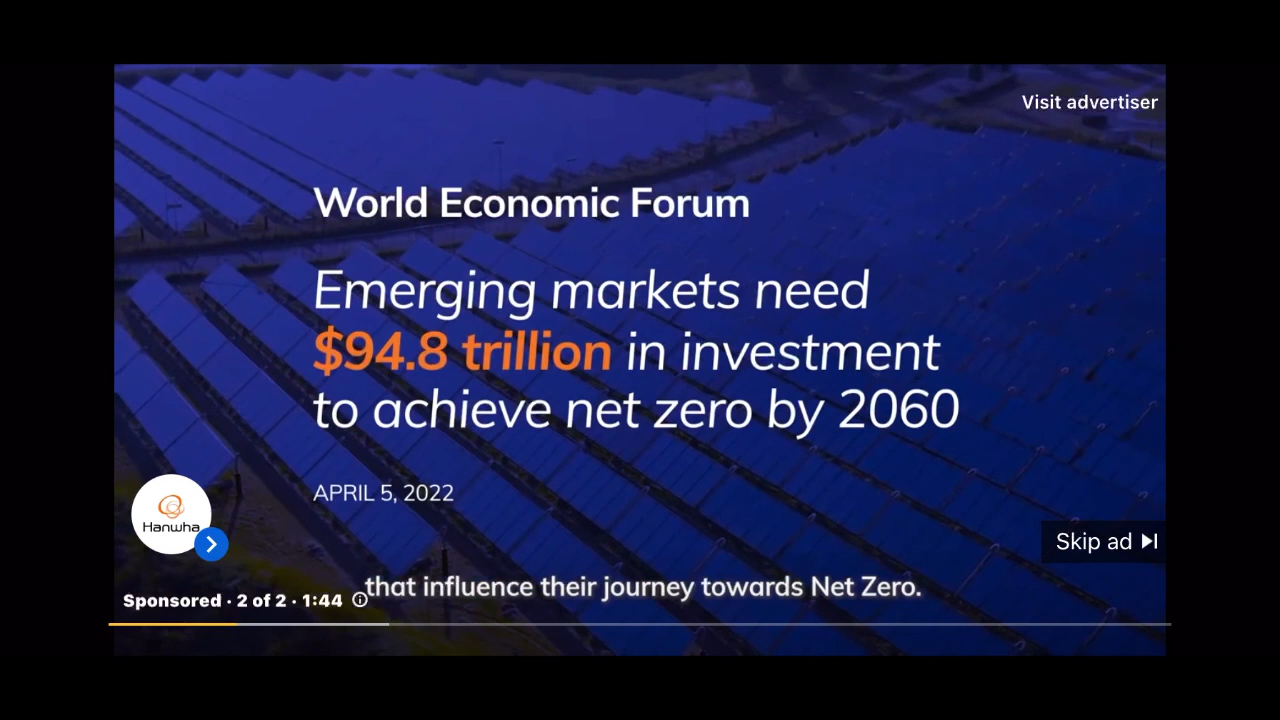 Visit advertiser
World Economic Forum
Emerging markets need
$94.8 trillion in investment
to achieve net zero by 2060
APRIL 5, 2022
Hanwha
Skip ad
that influence their journey towards Net Zero.
Sponsored · 2 of 2 · 1:44